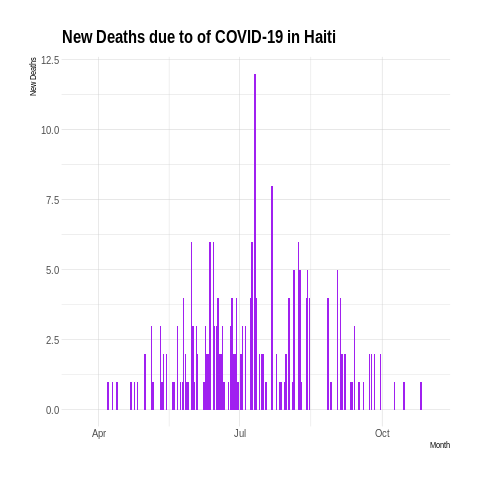 New Deaths due to of COVID-19 in Haiti
New Deaths
12.5
10.0
7.5
5.0
2.5
0.0
Apr
Jul
Oct
Month